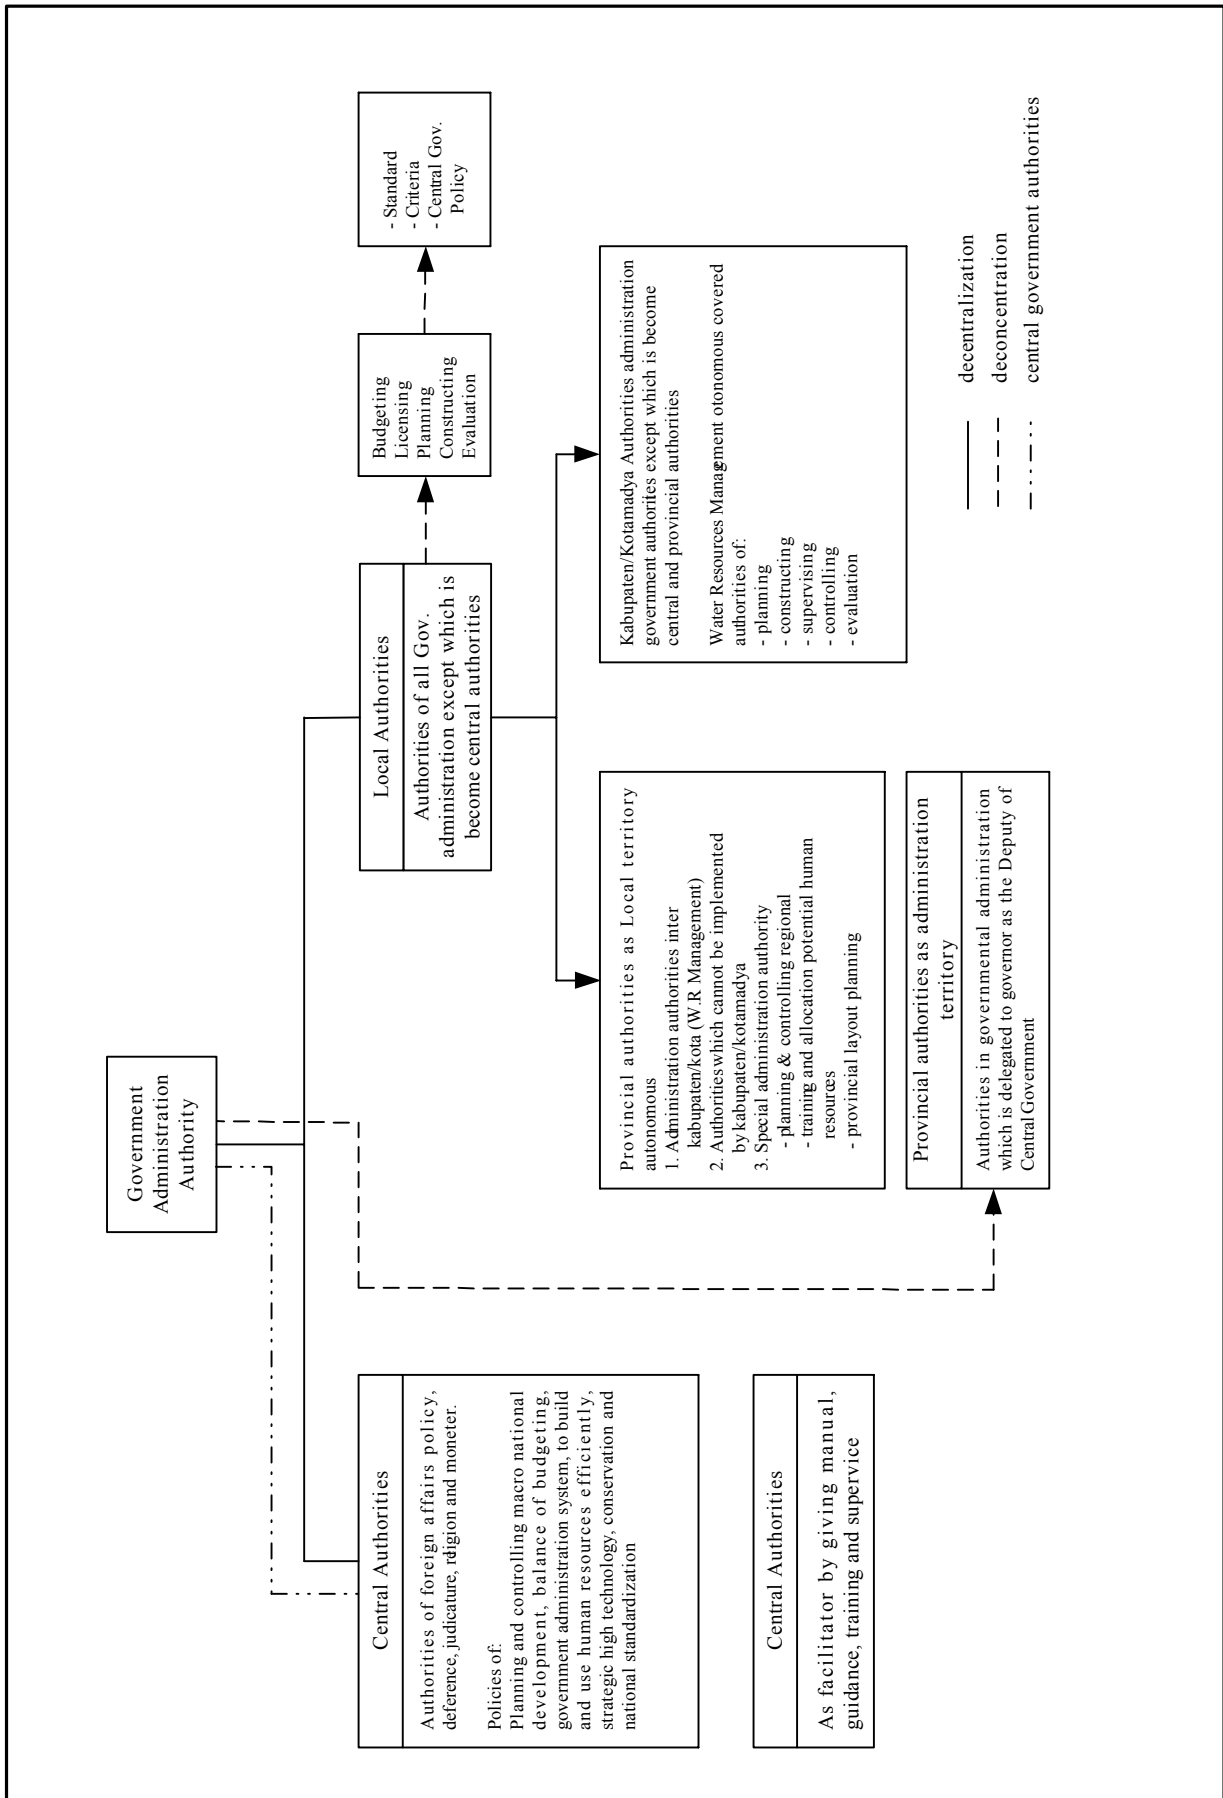 Government
Administration
Authority
Central Authorities
Authorities of foreign affairs policy,
deference, judicature, religion and moneter.
Policies of:
Planning and controlling macro national
development, balance of budgeting,
government administration system, to build
and use human resources efficiently,
strategic high technology, conservation and
national standardization
Central Authorities
As facilitator by giving manual,
guidance, training and supervice
Local Authorities
Authorities of all Gov.
administration except which is
become central authorities
Budgeting
Licensing
Planning
Constructing
Evaluation
- Standard
- Criteria
- Central Gov.
Policy
Provincial authorities as Local territory
autonomous
1. Administration authorities inter
kabupaten/kota (W.R Management)
2. Authorities which cannot be implemented
by kabupaten/kotamadya
3. Special administration authority
- planning & controlling regional
- training and allocation potential human
resources
- provincial layout planning
Provincial authorities as administration
territory
Authorities in governmental administration
which is delegated to governor as the Deputy of
Central Government
Kabupaten/Kotamadya Authorities administration
government authorites except which is become
central and provincial authorities
Water Resources Management otonomous covered
authorities of:
- planning
- constructing
- supervising
- controlling
- evaluation
decentralization
deconcentration
central government authorities